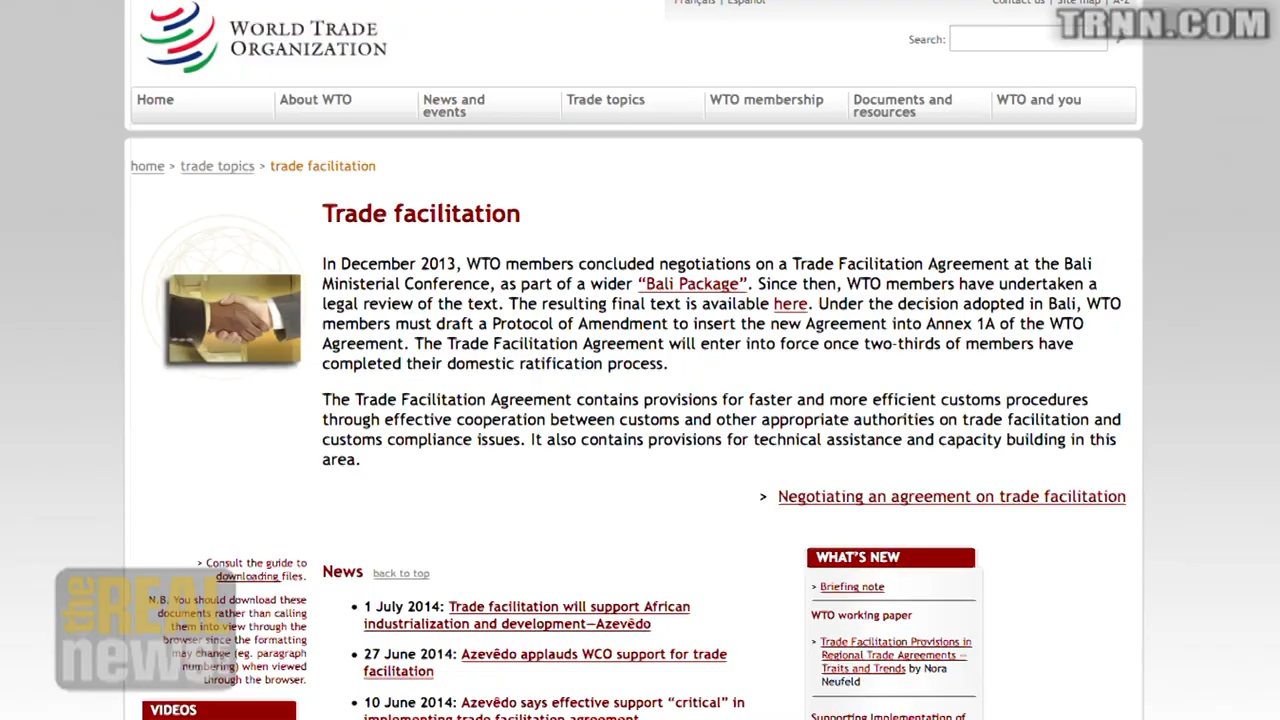 Français | Español
Contact us | Site map | A-Z
TRNN.COM
WORLD TRADE
ORGANIZATION
Search:
Home
About WTO
News and
events
Trade topics
WTO membership
Documents and
resources
WTO and you
home > trade topics > trade facilitation
Trade facilitation
In December 2013, WTO members concluded negotiations on a Trade Facilitation Agreement at the Bali
Ministerial Conference, as part of a wider “Bali Package”. Since then, WTO members have undertaken a
legal review of the text. The resulting final text is available here. Under the decision adopted in Bali, WTO
members must draft a Protocol of Amendment to insert the new Agreement into Annex 1A of the WTO
Agreement. The Trade Facilitation Agreement will enter into force once two-thirds of members have
completed their domestic ratification process.
The Trade Facilitation Agreement contains provisions for faster and more efficient customs procedures
through effective cooperation between customs and other appropriate authorities on trade facilitation and
customs compliance issues. It also contains provisions for technical assistance and capacity building in this
area.
> Negotiating an agreement on trade facilitation
> Consult the guide to
downloading files.
N.B. You should download these
documents rather than calling
them into view through the
browser since the formatting
may change (eg. paragraph
numbering) when viewed
through the browser.
the REAL
news
VIDEOS
News back to top
• 1 July 2014: Trade facilitation will support African
industrialization and development—Azevêdo
• 27 June 2014: Azevêdo applauds WCO support for trade
facilitation
• 10 June 2014: Azevêdo says effective support “critical” in
implementing trade facilitation agreement
WHAT'S NEW
> Briefing note
WTO working paper
> Trade Facilitation Provisions in
Regional Trade Agreements —
Traits and Trends by Nora
Neufeld
Supporting Implementation of